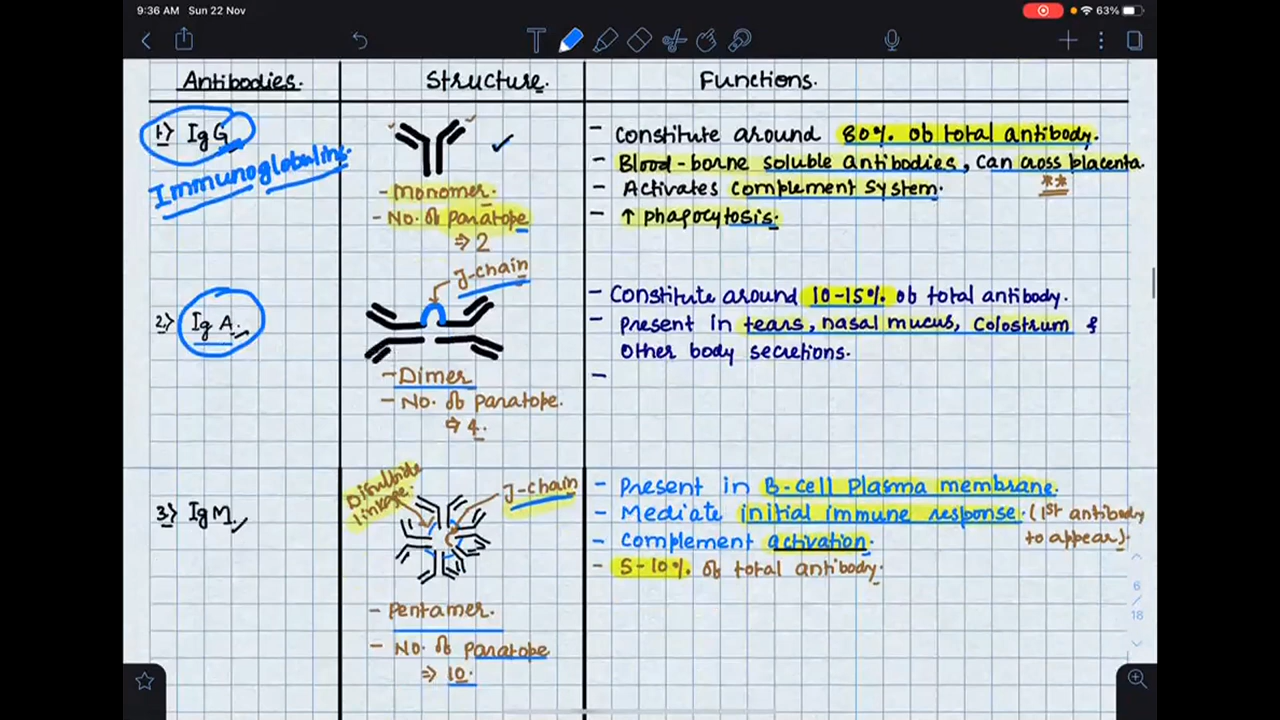 9:36 AM Sun 22 Nov
63%
Antibodies.
Structure.
Functions.
1) IgG
Immunoglobulins.
- Monomer.
- No. of paratope
⇒ 2
- Constitute around 80% of total antibody.
- Blood-borne soluble antibodies, can cross placenta.
**
- Activates complement system.
- ↑ phagocytosis.
2) IgA.
J-chain
- Dimer
- No. of paratope.
⇒ 4.
- Constitute around 10-15% of total antibody.
- Present in tears, nasal mucus, colostrum &
other body secretions.
-
3) IgM
Disulfide
linkage.
J-chain
- Pentamer.
- No. of paratope
⇒ 10.
- Present in B-cell plasma membrane.
- Mediate initial immune response. (1st antibody
to appear).
- Complement activation.
- 5-10% of total antibody.
6
/
18